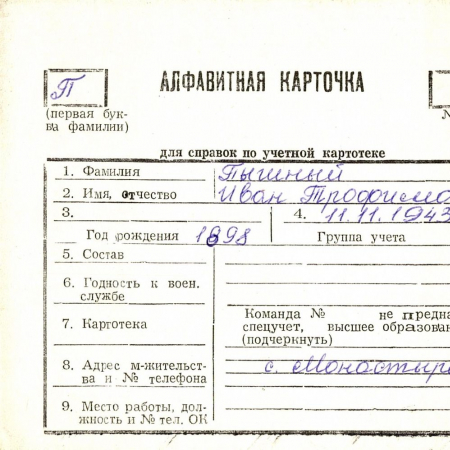 АЛФАВИТНАЯ КАРТОЧКА
П
(первая бук-
ва фамилии)
для справок по учетной картотеке
1. Фамилия Пышный
2. Имя, отчество Иван Трофимо
3. 4. 11.11.1943
Год рождения 1898 Группа учета
5. Состав
6. Годность к воен.
службе
Команда № не предна
7. Картотека спецучет, высшее образован
(подчеркнуть)
8. Адрес м-жительст-
ва и № телефона с. Монастыр
9. Место работы, дол-
жность и № тел. ОК